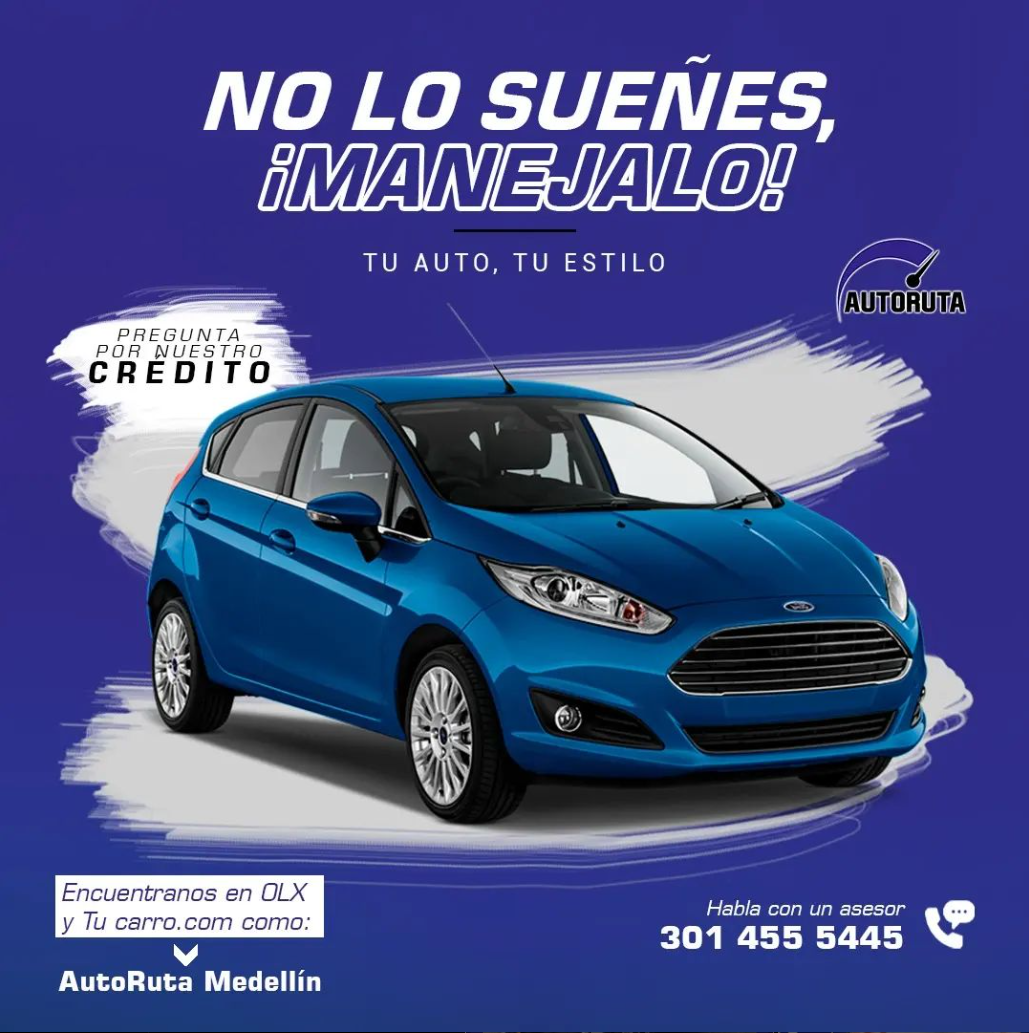 NO LO SUEÑES,
¡MANEJALO!
TU AUTO, TU ESTILO
AUTORUTA
PREGUNTA
POR NUESTRO
CRÉDITO
Encuentranos en OLX
y Tu carro.com como:
AutoRuta Medellín
Habla con un asesor
301 455 5445